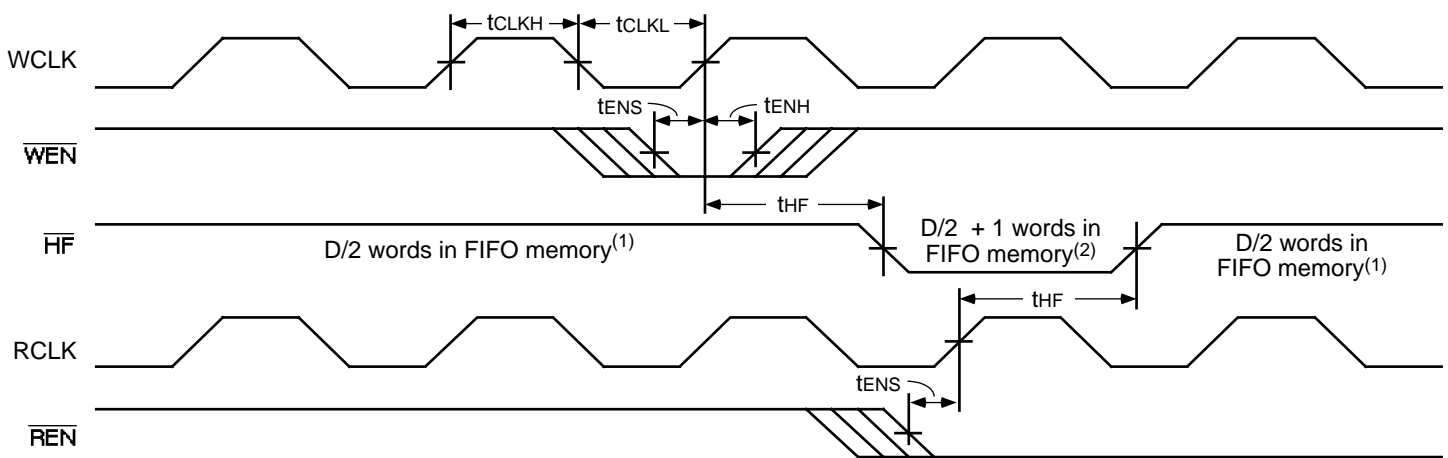 tCLKH
tCLKL
WCLK
tENS
tENH
WEN
tHF
HF
D/2 words in FIFO memory(1)
D/2 + 1 words in
FIFO memory(2)
D/2 words in
FIFO memory(1)
tHF
RCLK
tENS
REN